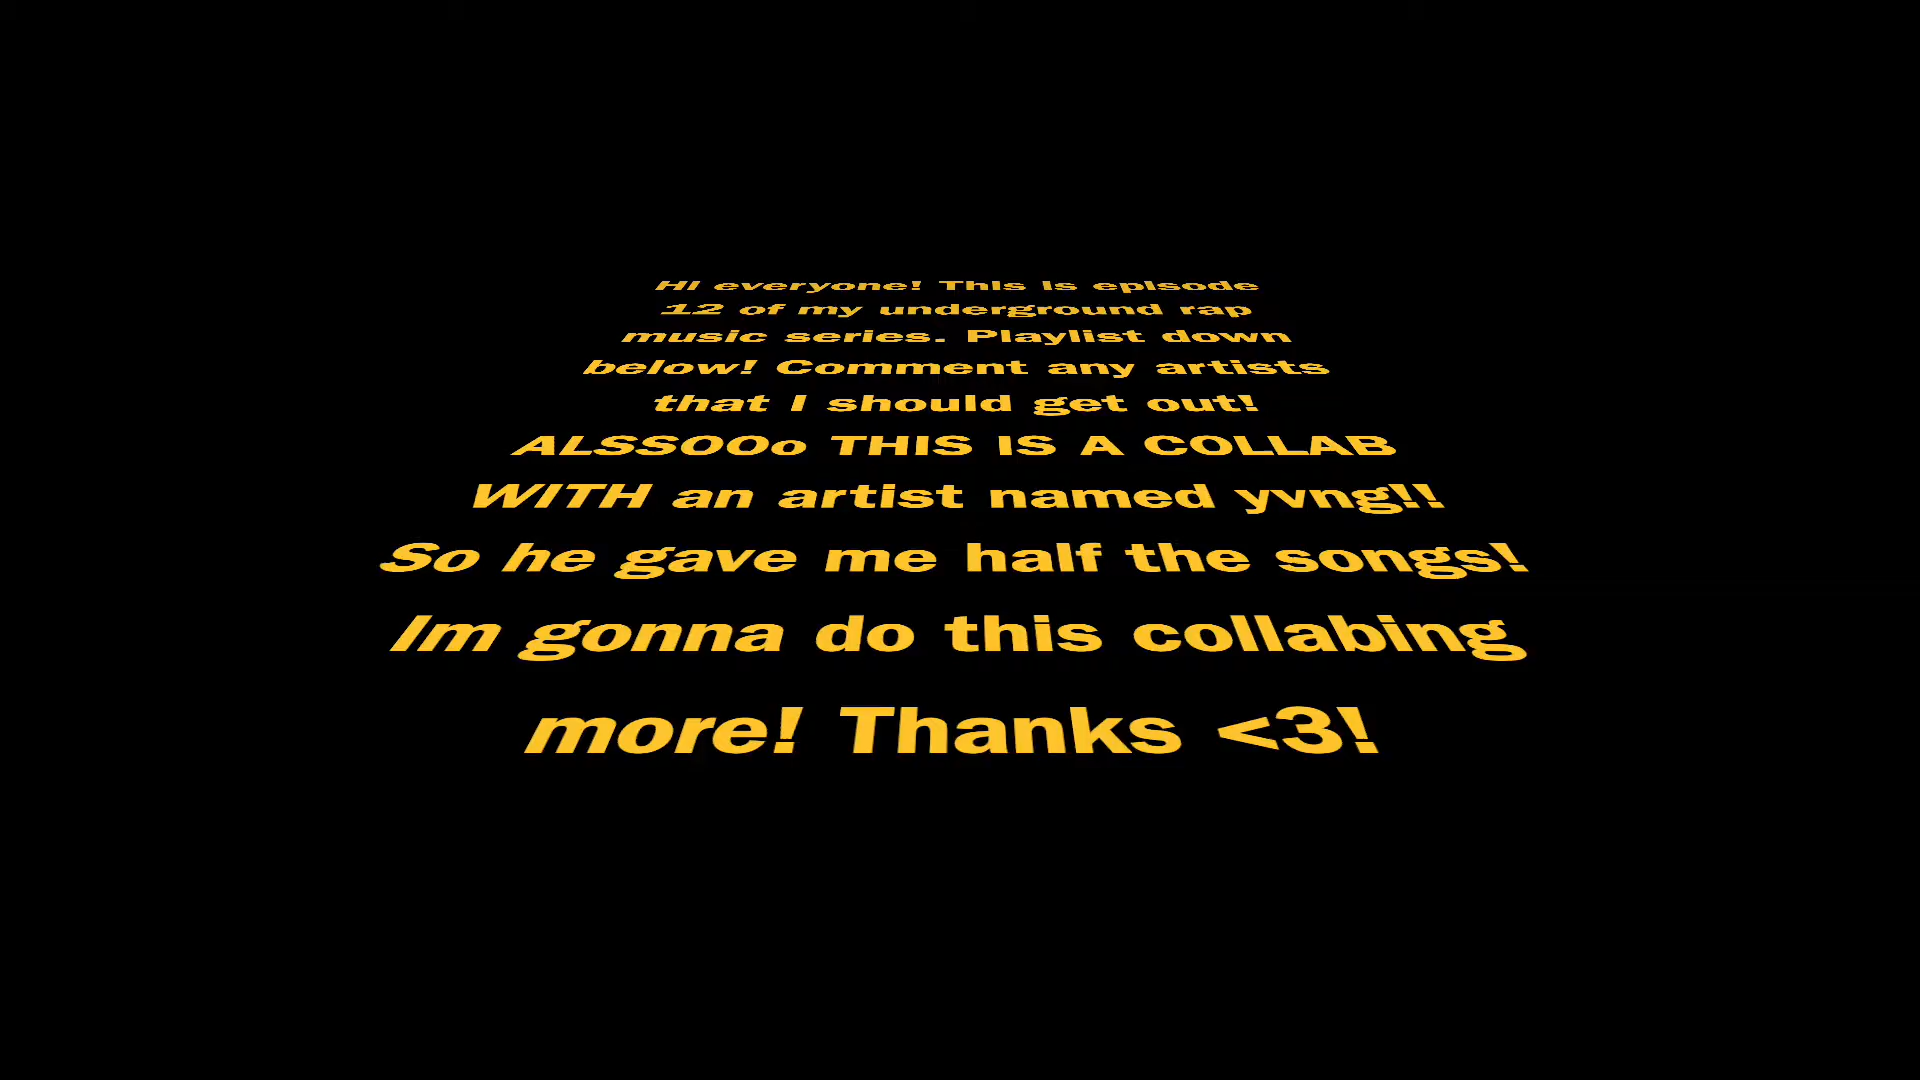 Hi everyone! This is episode
12 of my underground rap
music series. Playlist down
below! Comment any artists
that I should get out!
ALSSOOo THIS IS A COLLAB
WITH an artist named yvng!!
So he gave me half the songs!
Im gonna do this collabing
more! Thanks <3!